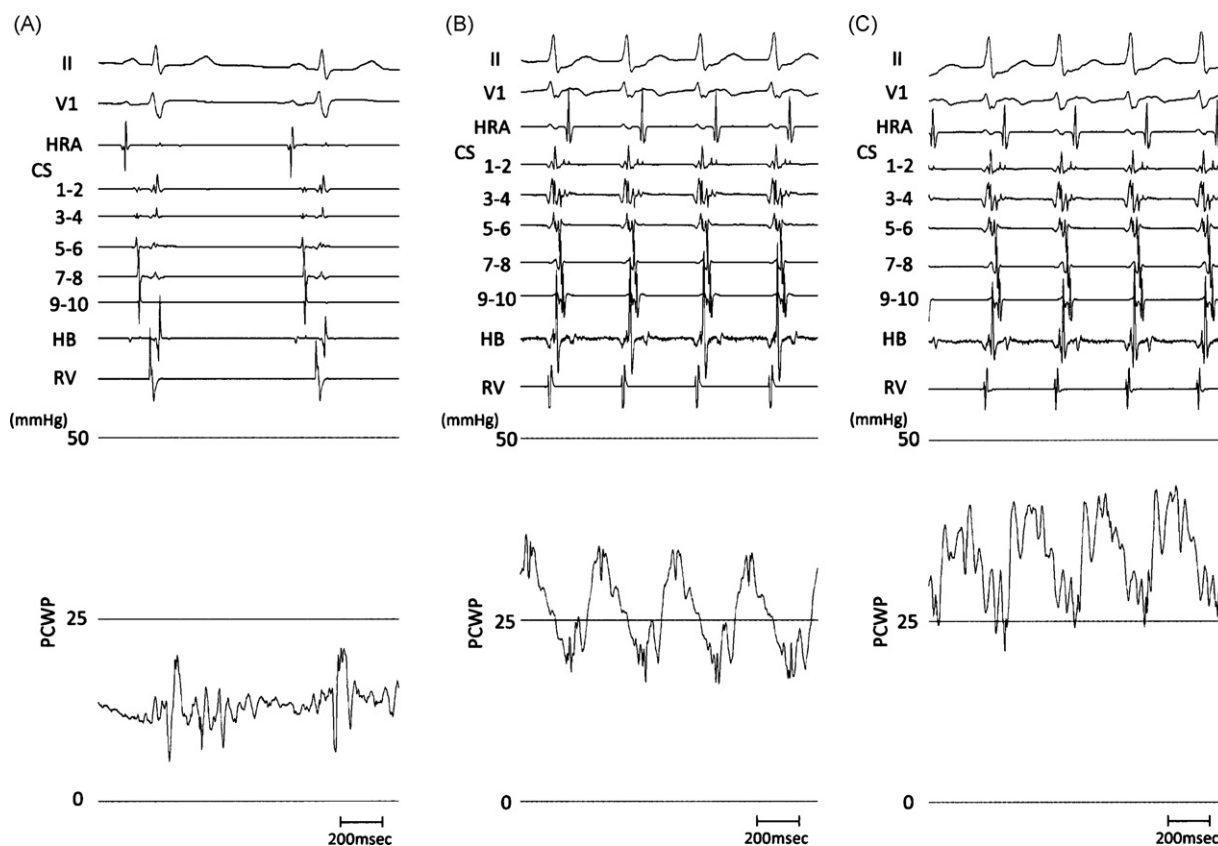 (A)
II
V1
HRA
CS
1-2
3-4
5-6
7-8
9-10
HB
RV
(mmHg)
50
PCWP
25
0
200msec
(B)
II
V1
HRA
CS
1-2
3-4
5-6
7-8
9-10
HB
RV
(mmHg)
50
PCWP
25
0
200msec
(C)
II
V1
HRA
CS
1-2
3-4
5-6
7-8
9-10
HB
RV
(mmHg)
50
PCWP
25
0
200msec